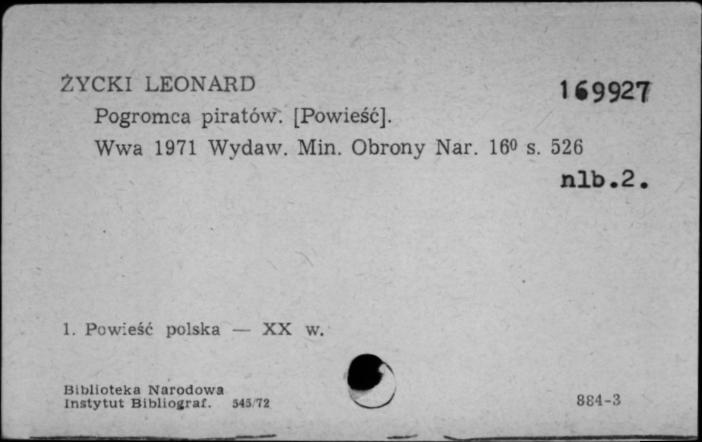 ŻYCKI LEONARD
169927
Pogromca piratów. [Powieść].
Wwa 1971 Wydaw. Min. Obrony Nar. 16⁰ s. 526
nlb.2.
1. Powieść polska — XX w.
Biblioteka Narodowa
Instytut Bibliograf. 545/72
884-3